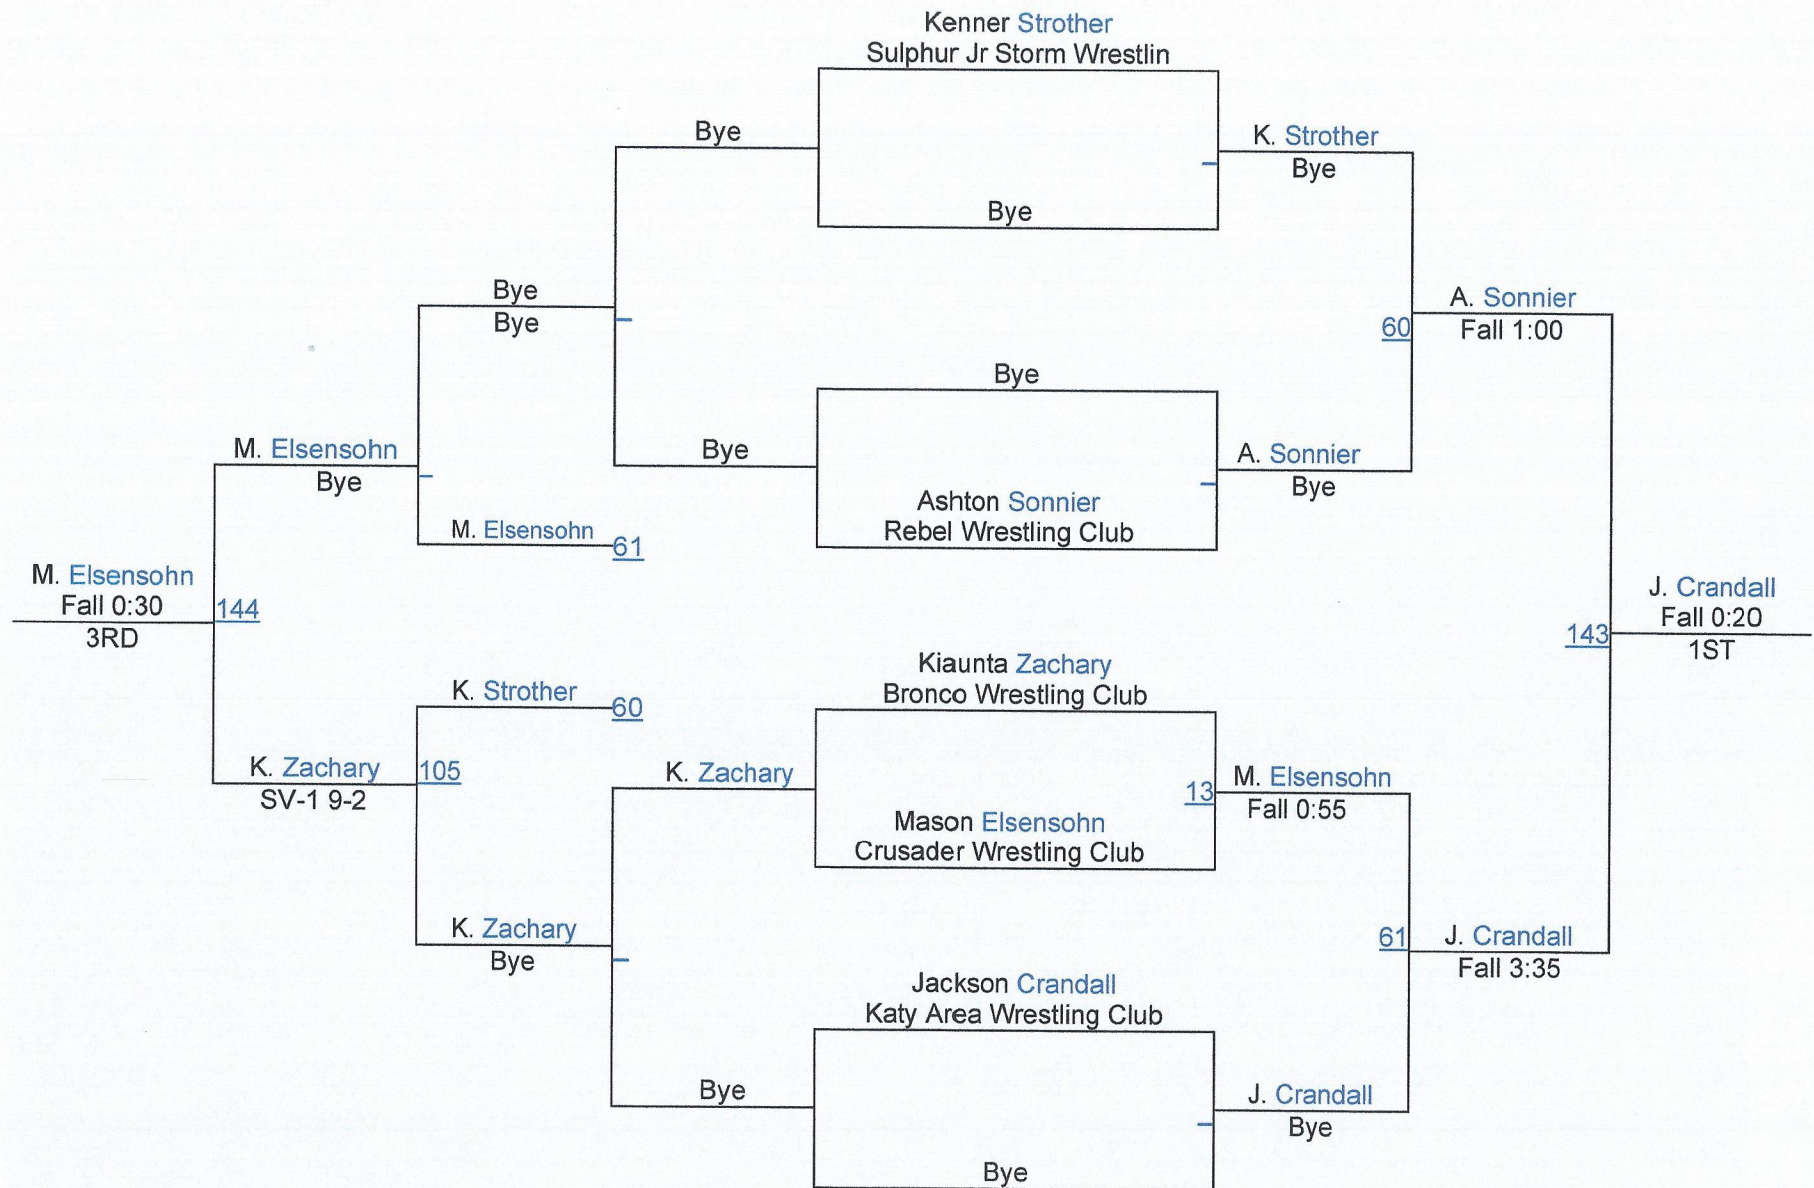 Kenner Strother
Sulphur Jr Storm Wrestlin
Bye
K. Strother
Bye
Bye
Bye
Bye
A. Sonnier
Fall 1:00
60
Bye
M. Elsensohn
Bye
Bye
A. Sonnier
Bye
Ashton Sonnier
Rebel Wrestling Club
M. Elsensohn
61
M. Elsensohn
Fall 0:30
3RD
144
J. Crandall
Fall 0:20
1ST
143
Kiaunta Zachary
Bronco Wrestling Club
K. Strother
60
K. Zachary
SV-1 9-2
105
K. Zachary
13
M. Elsensohn
Fall 0:55
Mason Elsensohn
Crusader Wrestling Club
K. Zachary
Bye
61
J. Crandall
Fall 3:35
Jackson Crandall
Katy Area Wrestling Club
Bye
J. Crandall
Bye
Bye